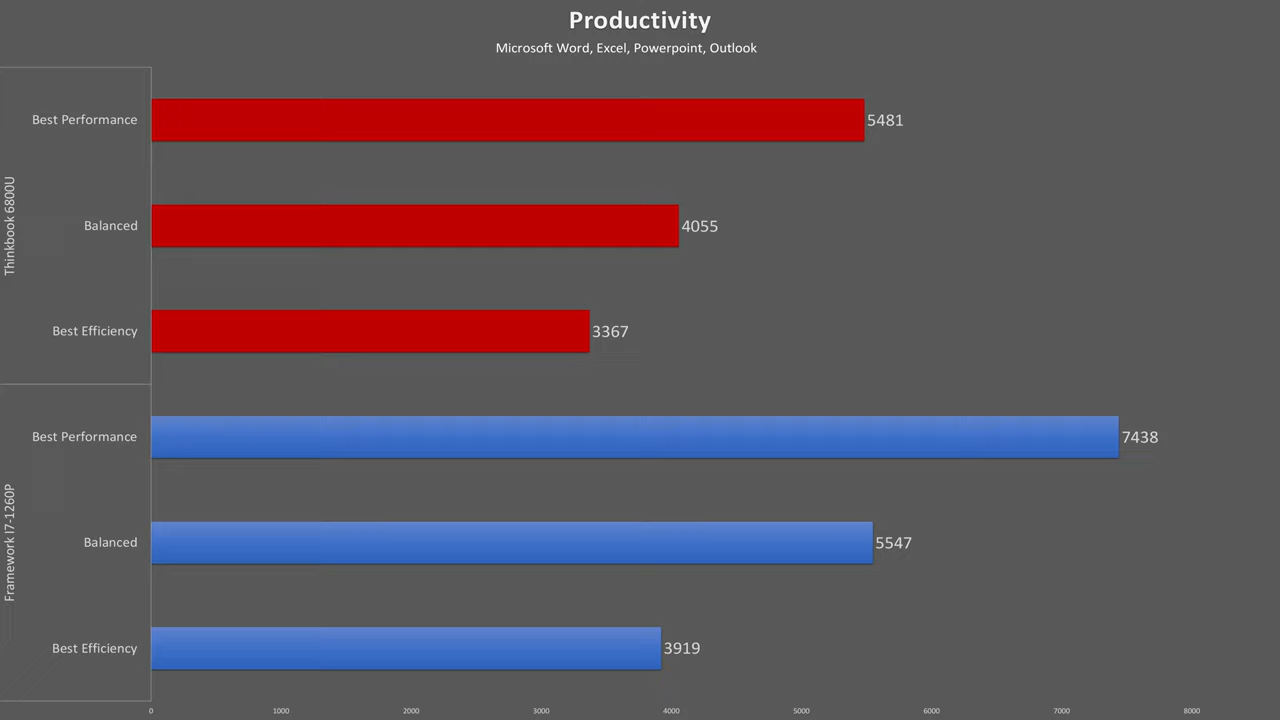 Productivity
Microsoft Word, Excel, Powerpoint, Outlook
Thinkbook 6800U
Best Performance
5481
Balanced
4055
Best Efficiency
3367
Framework I7-1260P
Best Performance
7438
Balanced
5547
Best Efficiency
3919
0 1000 2000 3000 4000 5000 6000 7000 8000